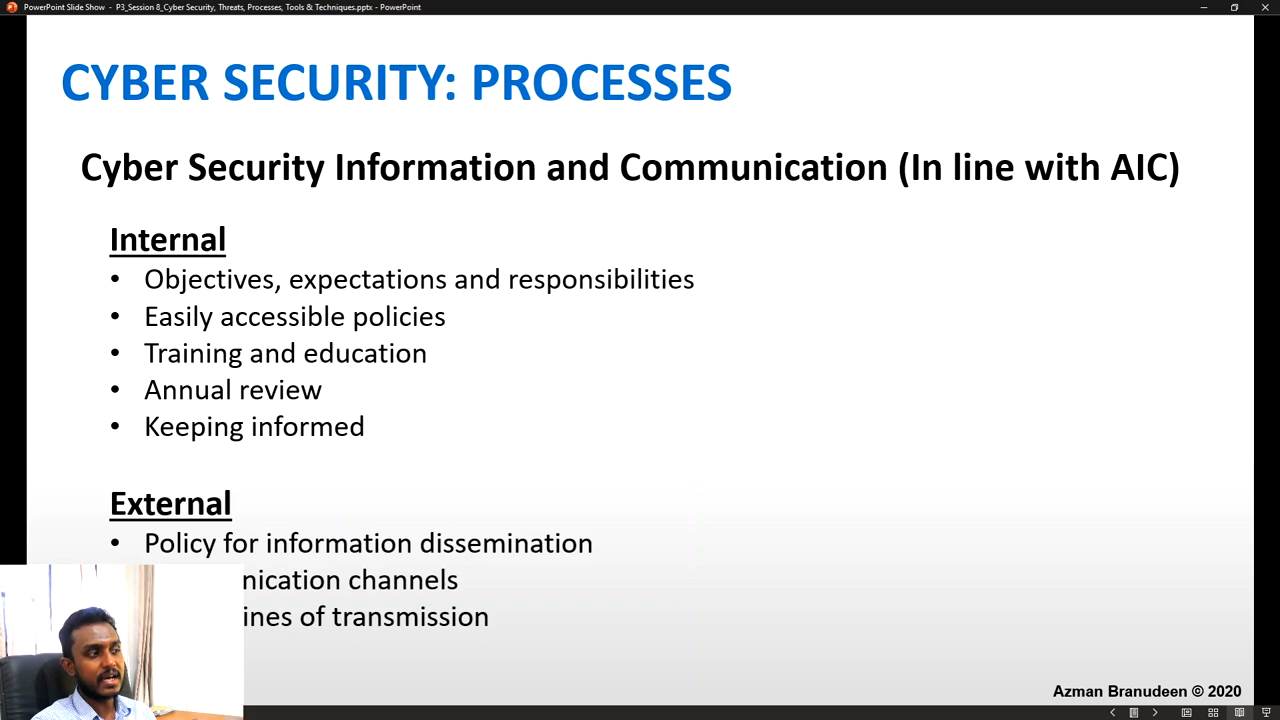 PowerPoint Slide Show - P3_Session 8_Cyber Security, Threats, Processes, Tools & Techniques.pptx - PowerPoint
CYBER SECURITY: PROCESSES
Cyber Security Information and Communication (In line with AIC)
Internal
• Objectives, expectations and responsibilities
• Easily accessible policies
• Training and education
• Annual review
• Keeping informed
External
• Policy for information dissemination
channels
of transmission
Azman Branudeen © 2020